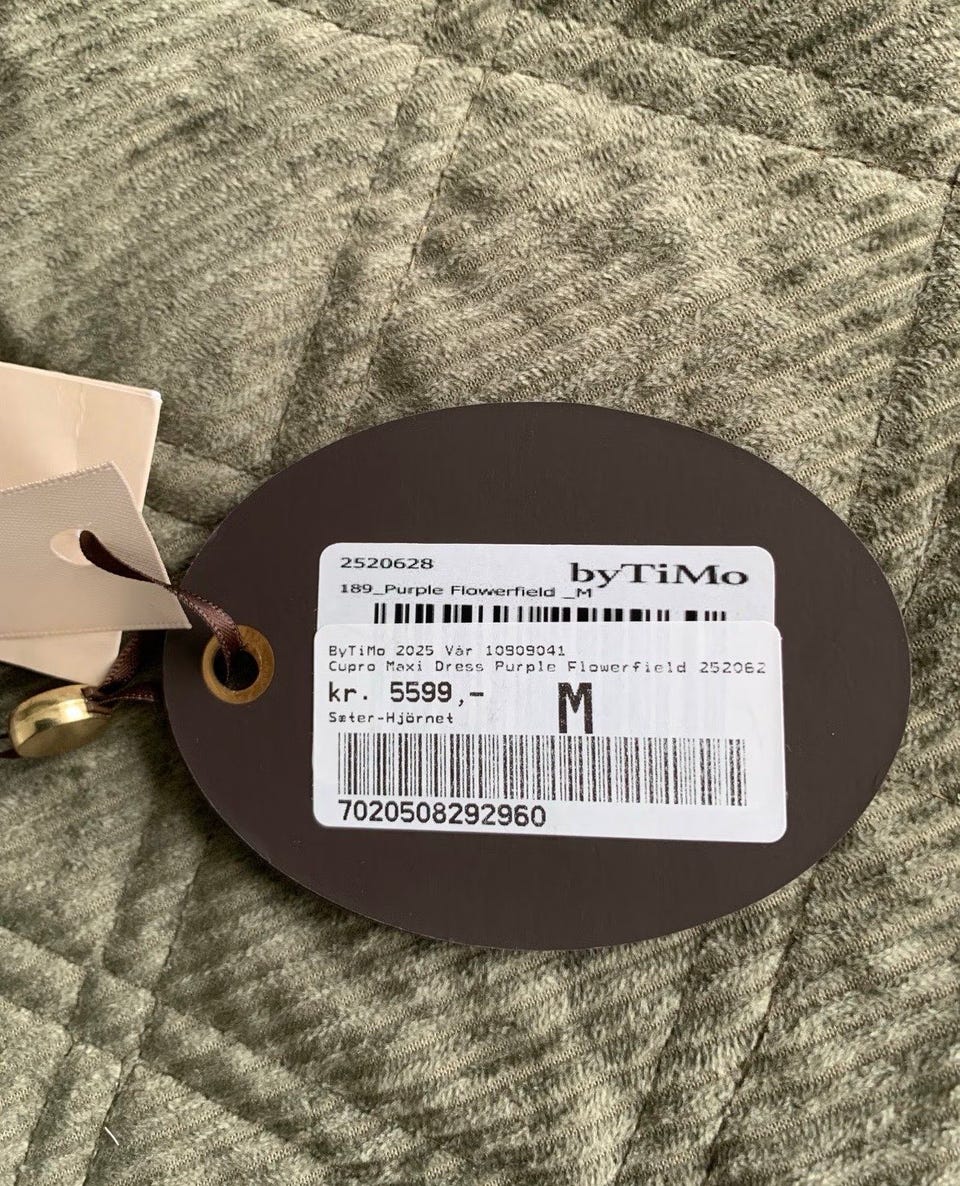 2520628
byTiMo
189_Purple Flowerfield _M
ByTiMo 2025 Vår 10909041
Cupro Maxi Dress Purple Flowerfield 252062
kr. 5599,- M
Sæter-Hjörnet
7020508292960